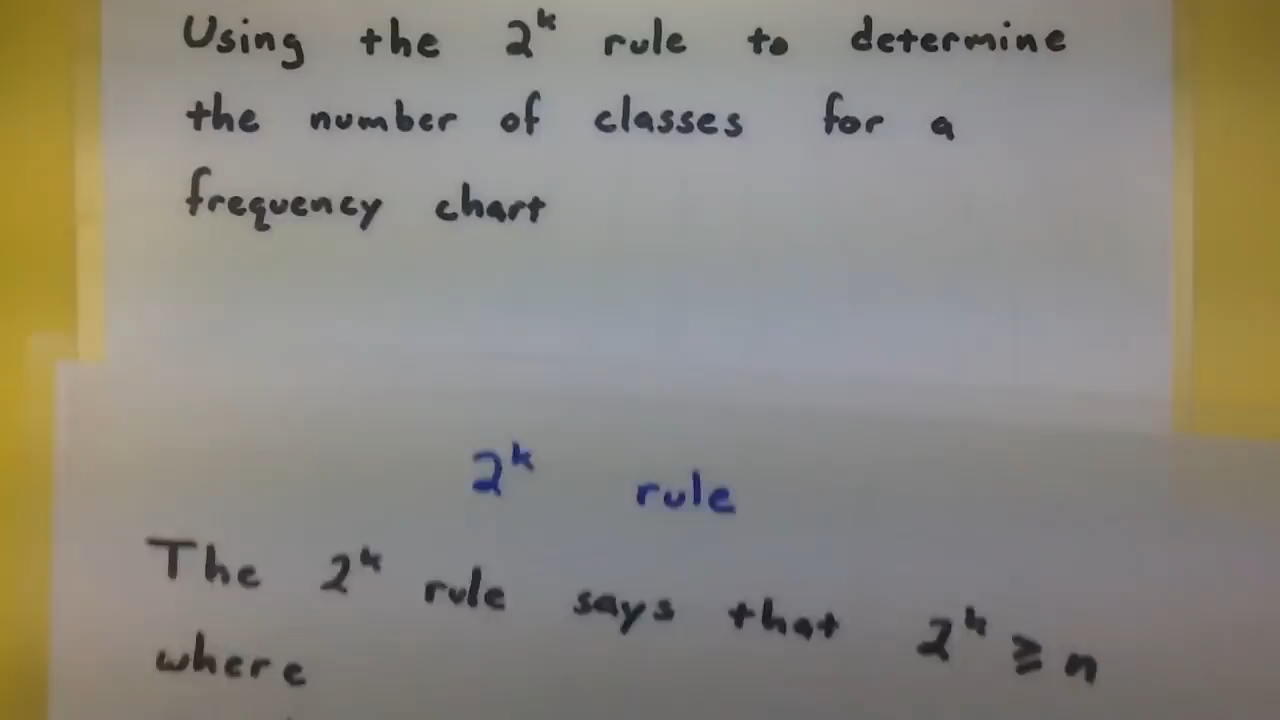 Using the 2^k rule to determine
the number of classes for a
frequency chart
2^k rule
The 2^k rule says that 2^k ≥ n
where